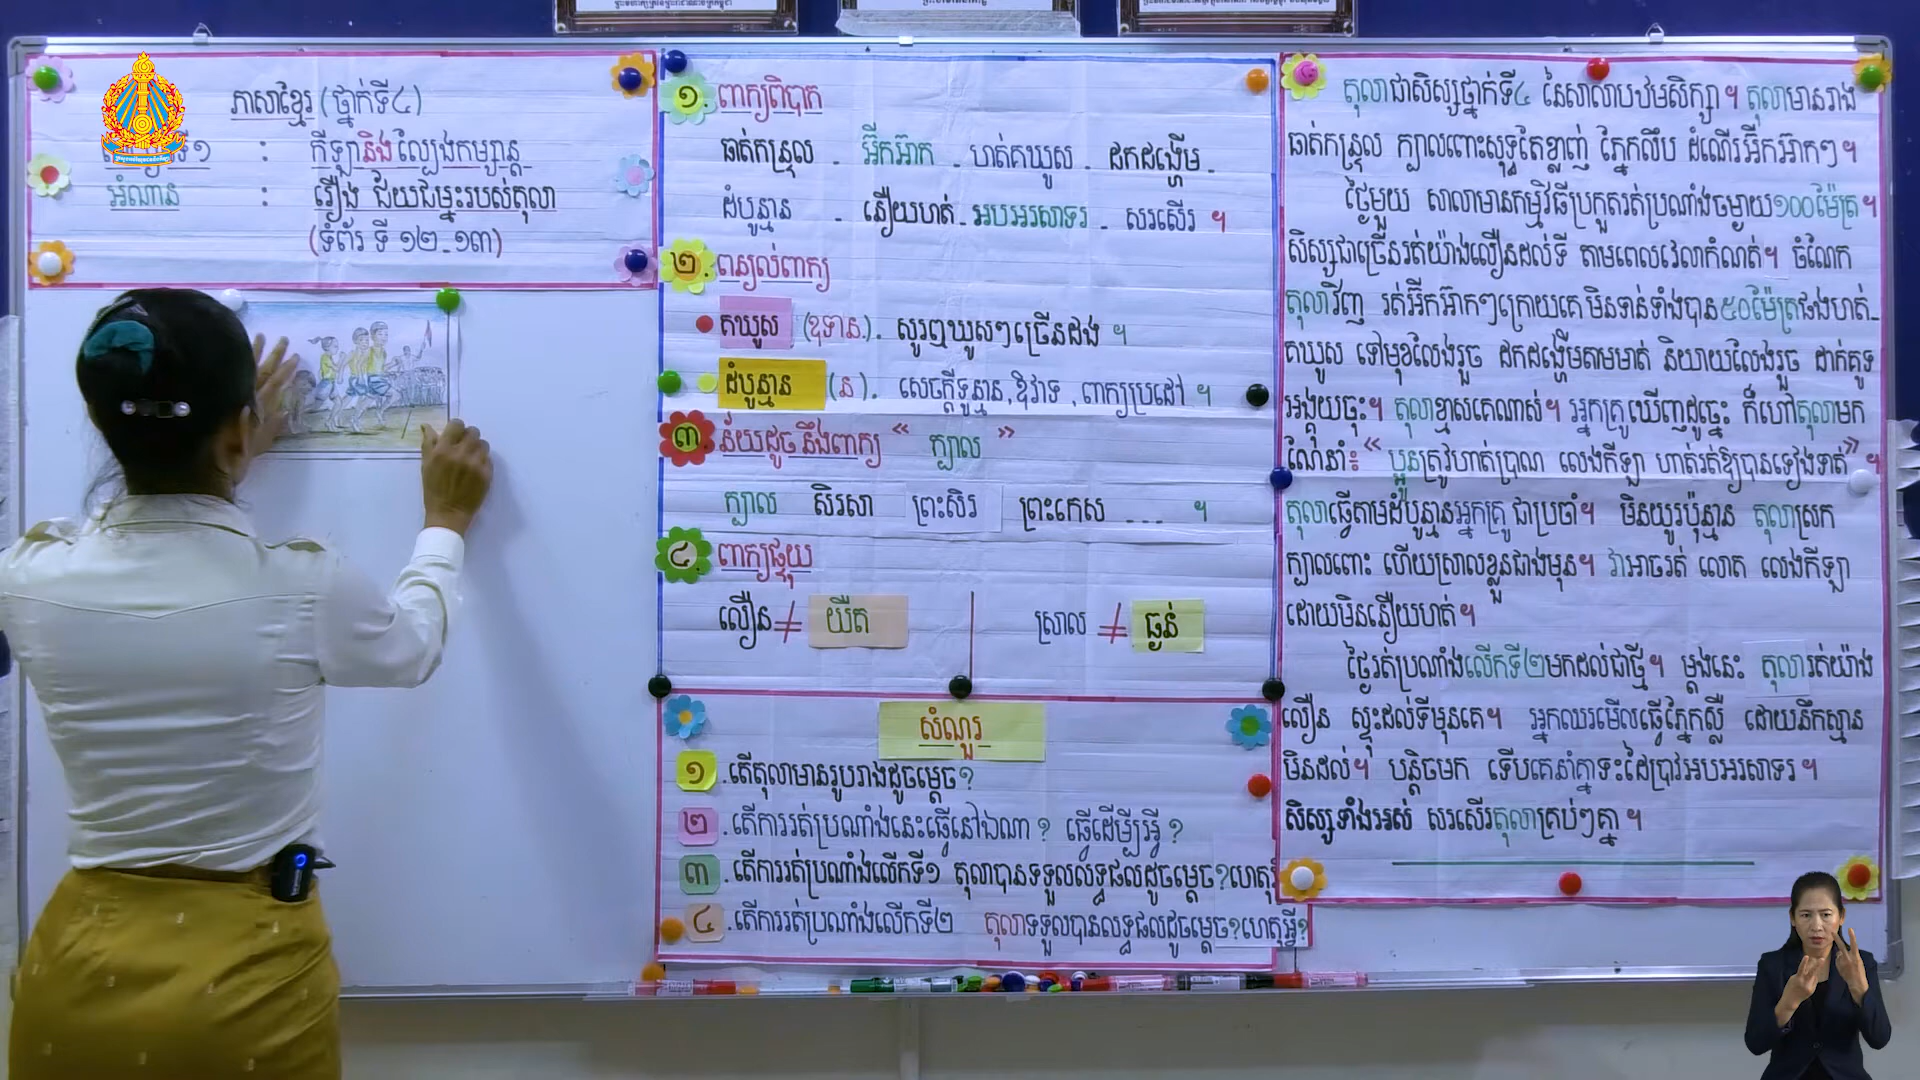 ភាសាខ្មែរ (ថ្នាក់ទី៤)
ទី១ : កីឡានិងល្បែងកម្សាន្ត
អំណាន : រឿង ជ័យជម្នះរបស់តុលា
(ទំព័រ ទី ១២-១៣)
១. ពាក្យពិបាក
ធាត់កន្ទ្រុល - អ៊ីកអ៊ាក - ហត់គឃូស - ដកដង្ហើម -
ដំបូន្មាន - នឿយហត់ - អបអរសាទរ - សរសើរ ។
២. ពន្យល់ពាក្យ
គឃូស (ឧទាន.). សូរឮឃូសៗច្រើនដង ។
ដំបូន្មាន (ន). សេចក្ដីទូន្មាន, ឱវាទ, ពាក្យប្រដៅ ។
៣. ន័យដូចនឹងពាក្យ " ក្បាល "
ក្បាល សិរសា ព្រះសិរ ព្រះកេស ... ។
៤. ពាក្យផ្ទុយ
លឿន ≠ យឺត ស្រាល ≠ ធ្ងន់
សំណួរ
១. តើតុលាមានរូបរាងដូចម្ដេច?
២. តើការរត់ប្រណាំងនេះធ្វើនៅឯណា? ធ្វើដើម្បីអ្វី?
៣. តើការរត់ប្រណាំងលើកទី១ តុលាបានទទួលលទ្ធផលដូចម្ដេច?ហេតុ
៤. តើការរត់ប្រណាំងលើកទី២ តុលាទទួលបានលទ្ធផលដូចម្ដេច?ហេតុអ្វី?
តុលាជាសិស្សថ្នាក់ទី៤ នៃសាលាបឋមសិក្សា។ តុលាមានរាង
ធាត់កន្ទ្រុល ក្បាលពោះសុទ្ធតែខ្លាញ់ ភ្នែកលឹប ដំណើរអ៊ីកអ៊ាកៗ។
ថ្ងៃមួយ សាលាមានកម្មវិធីប្រកួតរត់ប្រណាំងចម្ងាយ១០០ម៉ែត្រ។
សិស្សជាច្រើនរត់យ៉ាងលឿនដល់ទី តាមពេលវេលាកំណត់។ ចំណែក
តុលាវិញ រត់អ៊ីកអ៊ាកៗក្រោយគេមិនទាន់ទាំងបាន៥០ម៉ែត្រផងហត់-
គឃូស ទៅមុខលែងរួច ដកដង្ហើមតាមមាត់ និយាយលែងរួច ដាក់គូទ
អង្គុយចុះ។ តុលាខ្មាសគេណាស់។ អ្នកគ្រូឃើញដូច្នេះ ក៏ហៅតុលាមក
ណែនាំ៖ " ប្អូនត្រូវហាត់ប្រាណ លេងកីឡា ហាត់រត់ឱ្យបានទៀងទាត់ " ។
តុលាធ្វើតាមដំបូន្មានអ្នកគ្រូជាប្រចាំ។ មិនយូរប៉ុន្មាន តុលាស្រក
ក្បាលពោះ ហើយស្រាលខ្លួនជាងមុន។ វាអាចរត់ លោត លេងកីឡា
ដោយមិននឿយហត់។
ថ្ងៃរត់ប្រណាំងលើកទី២មកដល់ជាថ្មី។ ម្ដងនេះ តុលារត់យ៉ាង
លឿន ស្ទុះដល់ទីមុនគេ។ អ្នកឈរមើលធ្វើភ្នែកស្លឺ ដោយនឹកស្មាន
មិនដល់។ បន្តិចមក ទើបគេនាំគ្នាទះដៃប្រាវអបអរសាទរ។
សិស្សទាំងអស់ សរសើរតុលាគ្រប់ៗគ្នា។